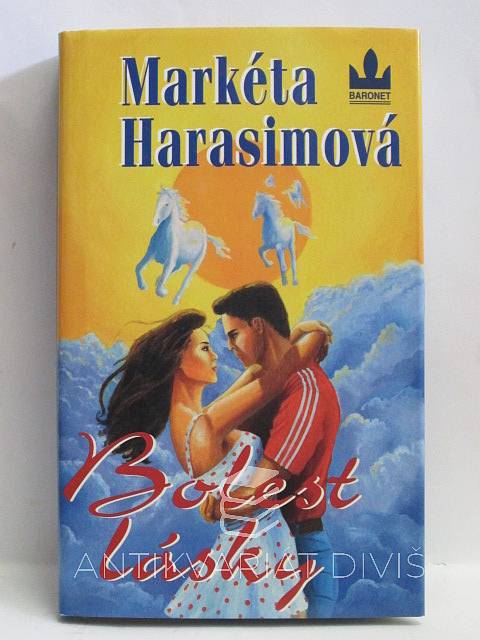 Markéta
BARONET
Harasimová
Bolest
lásky
ANTIKVARIÁT DIVIŠ